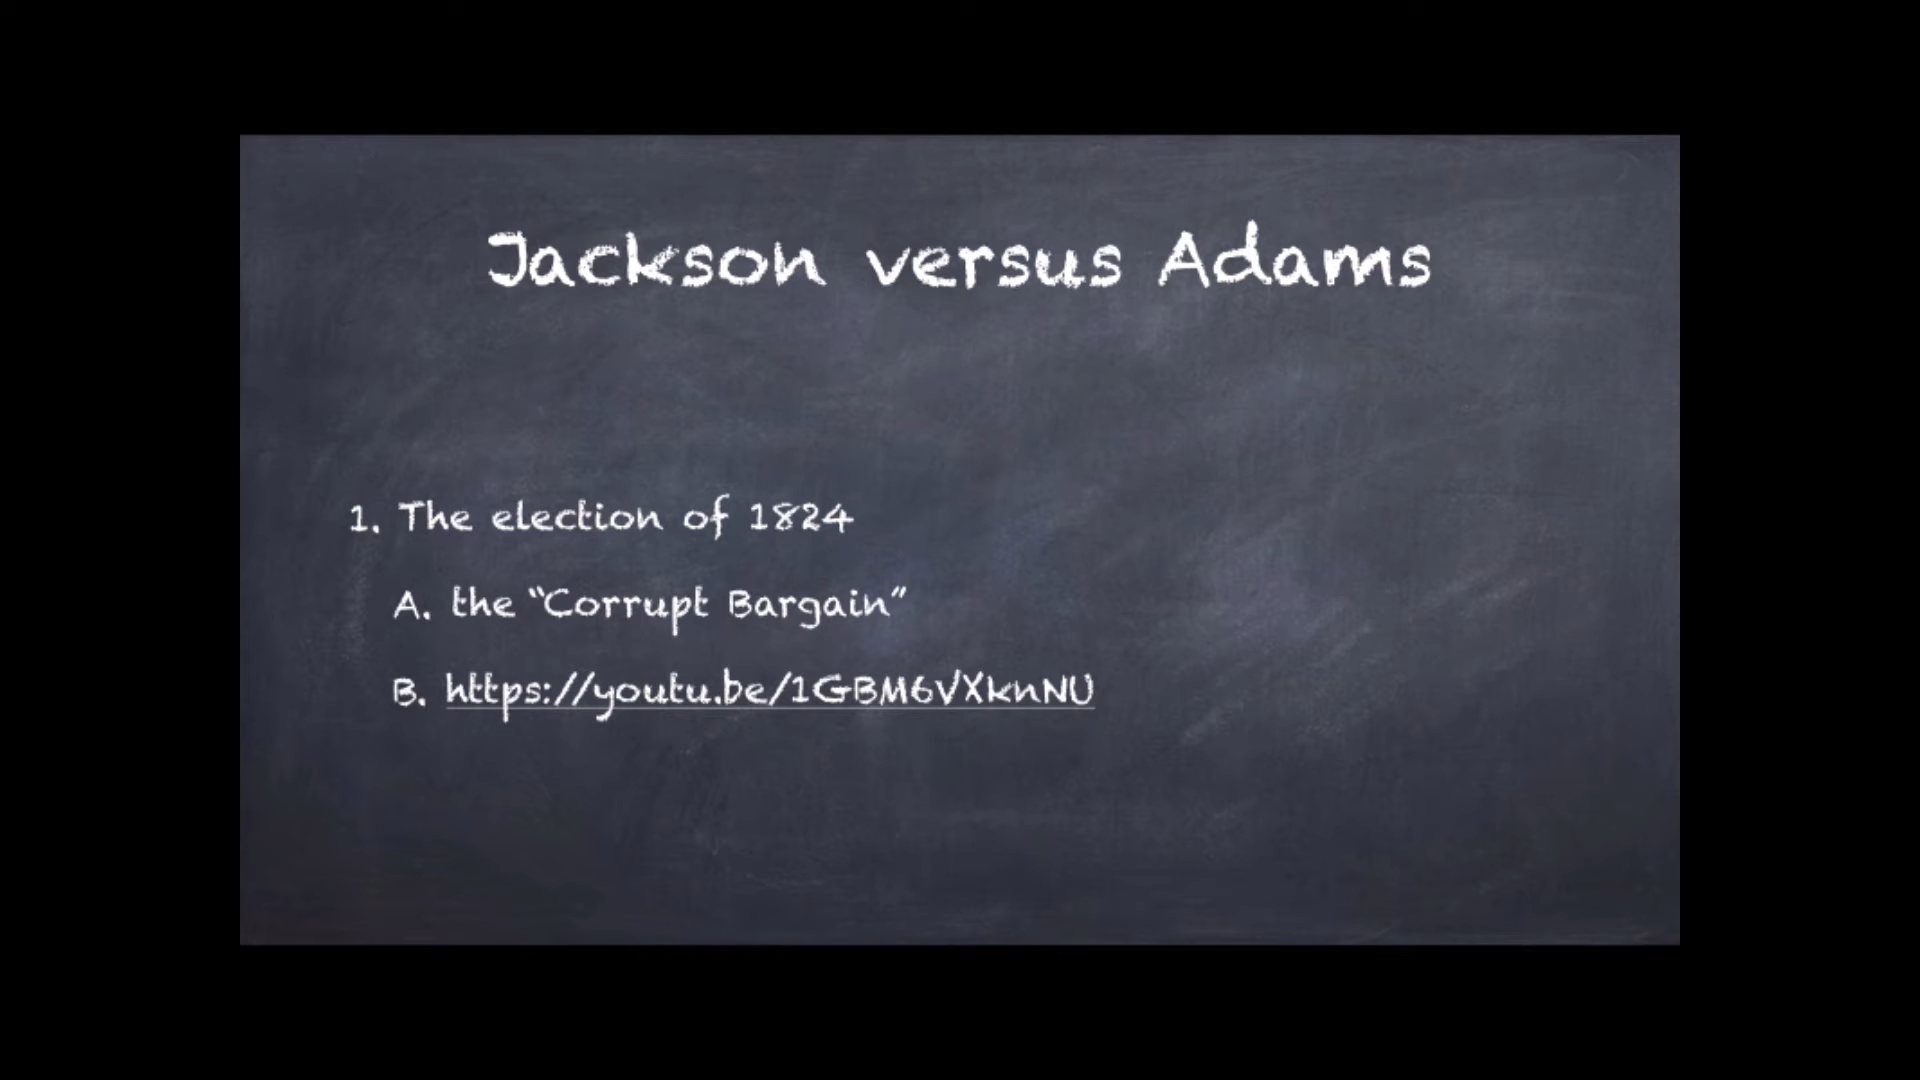 Jackson versus Adams
1. The election of 1824
A. the “Corrupt Bargain”
B. https://youtu.be/1GBM6VXknNU